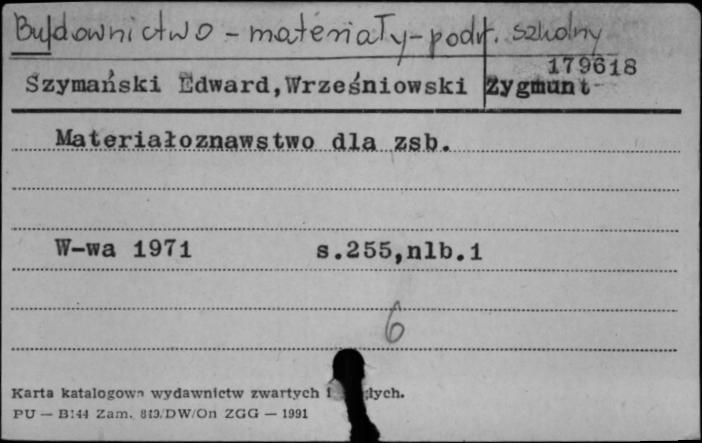 Budownictwo - materiały - podr. szkolny
179618
Szymański Edward, Wrześniowski Zygmunt
Materiałoznawstwo dla zsb.
W-wa 1971 s.255,nlb.1
6
Karta katalogowa wydawnictw zwartych
PU — B144 Zam. 849/DW/On ZGG — 1991